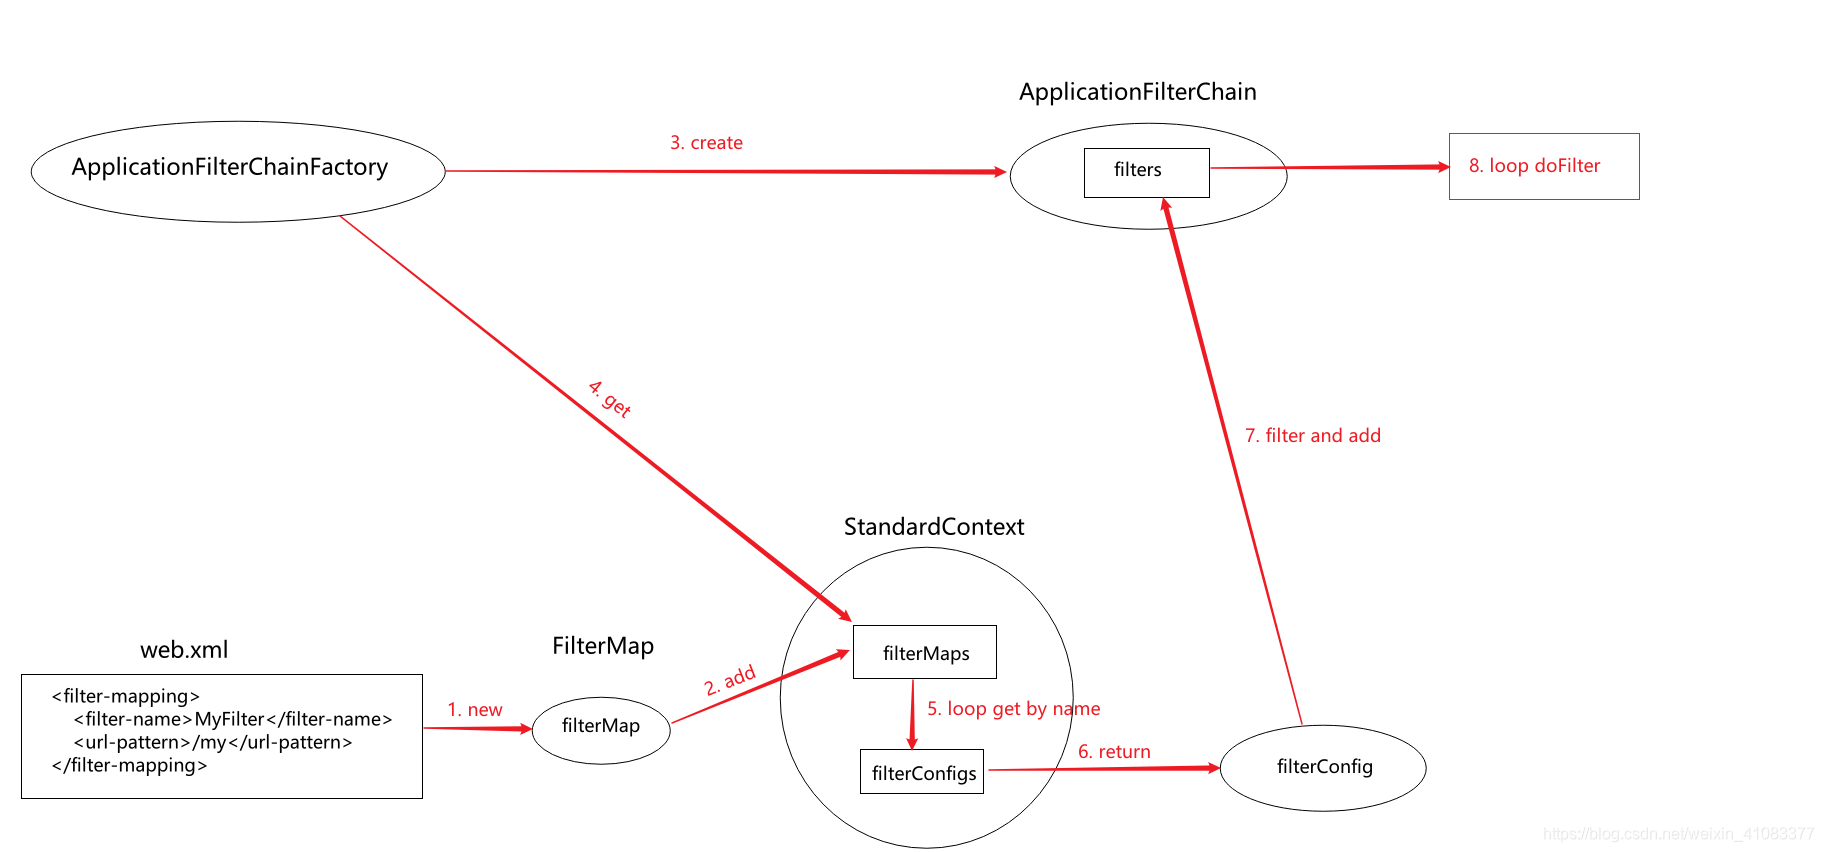 ApplicationFilterChain
ApplicationFilterChainFactory
3. create
filters
8. loop doFilter
4. get
7. filter and add
StandardContext
web.xml
FilterMap
filterMaps
<filter-mapping>
<filter-name>MyFilter</filter-name>
<url-pattern>/my</url-pattern>
</filter-mapping>
1. new
filterMap
2. add
5. loop get by name
filterConfigs
6. return
filterConfig
https://blog.csdn.net/weixin_41083377